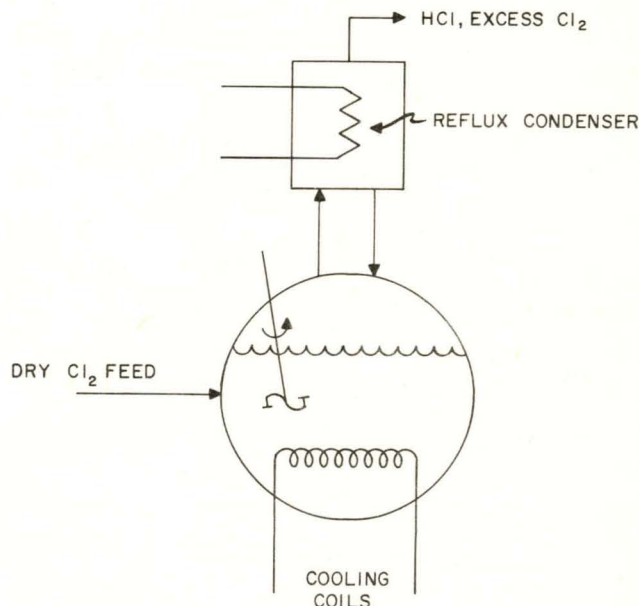 HCl, EXCESS Cl₂
REFLUX CONDENSER
DRY Cl₂ FEED
COOLING
COILS